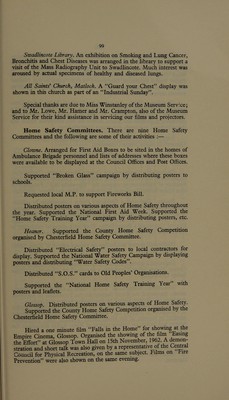 99
Swadlincote Library. An exhibition on Smoking and Lung Cancer,
Bronchitis and Chest Diseases was arranged in the library to support a
visit of the Mass Radiography Unit to Swadlincote. Much interest was
aroused by actual specimens of healthy and diseased lungs.
All Saints' Church, Matlock. A "Guard your Chest" display was
shown in this church as part of an "Industrial Sunday".
Special thanks are due to Miss Winstanley of the Museum Service;
and to Mr. Lowe, Mr. Hamer and Mr. Crampton, also of the Museum
Service for their kind assistance in servicing our films and projectors.
Home Safety Committees. There are nine Home Safety
Committees and the following are some of their activities :—
Clowne. Arranged for First Aid Boxes to be sited in the homes of
Ambulance Brigade personnel and lists of addresses where these boxes
were available to be displayed at the Council Offices and Post Offices.
Supported "Broken Glass" campaign by distributing posters to
schools.
Requested local M.P. to support Fireworks Bill.
Distributed posters on various aspects of Home Safety throughout
the year. Supported the National First Aid Week. Supported the
"Home Safety Training Year" campaign by distributing posters, etc.
Heanor. Supported the County Home Safety Competition
organised by Chesterfield Home Safety Committee.
Distributed "Electrical Safety" posters to local contractors for
display. Supported the National Water Safety Campaign by displaying
posters and distributing "Water Safety Codes".
Distributed "S.O.S." cards to Old Peoples' Organisations.
Supported the "National Home Safety Training Year" with
posters and leaflets.
Glossop. Distributed posters on various aspects of Home Safety.
Supported the County Home Safety Competition organised by the
Chesterfield Home Safety Committee.
Hired a one minute film "Falls in the Home" for showing at the
Empire Cinema, Glossop. Organised the showing of the film "Easing
the Effort" at Glossop Town Hall on 15th November, 1962. A demon-
stration and short talk was also given by a representative of the Central
Council for Physical Recreation, on the same subject. Films on "Fire
Prevention" were also shown on the same evening.